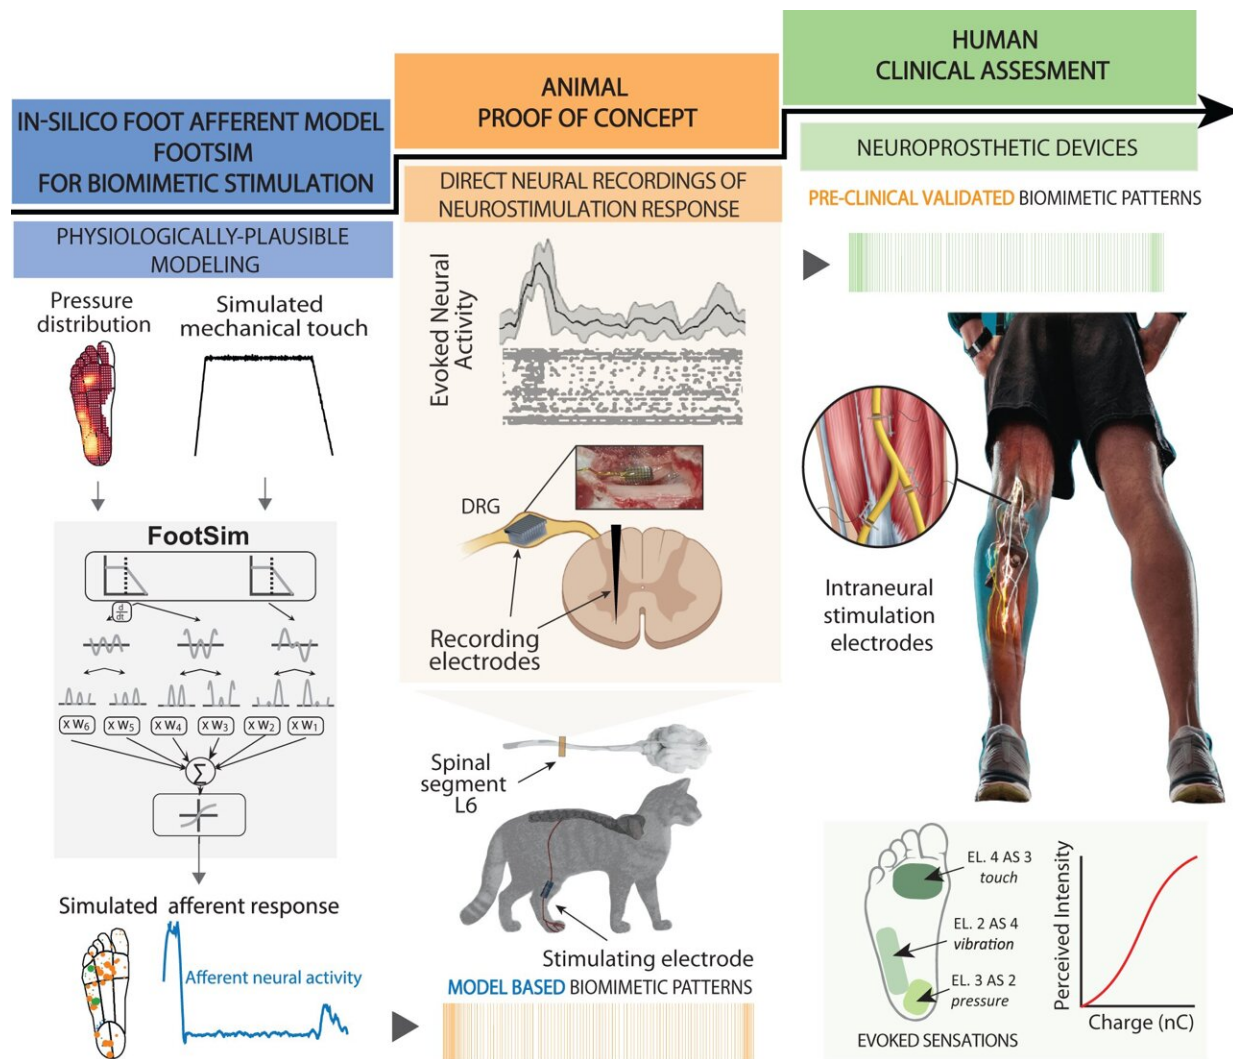 IN-SILICO FOOT AFFERENT MODEL
FOOTSIM
FOR BIOMIMETIC STIMULATION
PHYSIOLOGICALLY-PLAUSIBLE
MODELING
Pressure
distribution
Simulated
mechanical touch
FootSim
d
dt
x W6
x W5
x W4
x W3
x W2
x W1
Σ
Simulated afferent response
Afferent neural activity
ANIMAL
PROOF OF CONCEPT
DIRECT NEURAL RECORDINGS OF
NEUROSTIMULATION RESPONSE
Evoked Neural
Activity
DRG
Recording
electrodes
Spinal
segment
L6
Stimulating electrode
MODEL BASED BIOMIMETIC PATTERNS
HUMAN
CLINICAL ASSESMENT
NEUROPROSTHETIC DEVICES
PRE-CLINICAL VALIDATED BIOMIMETIC PATTERNS
Intraneural
stimulation
electrodes
EL. 4 AS 3
touch
EL. 2 AS 4
vibration
EL. 3 AS 2
pressure
EVOKED SENSATIONS
Perceived Intensity
Charge (nC)